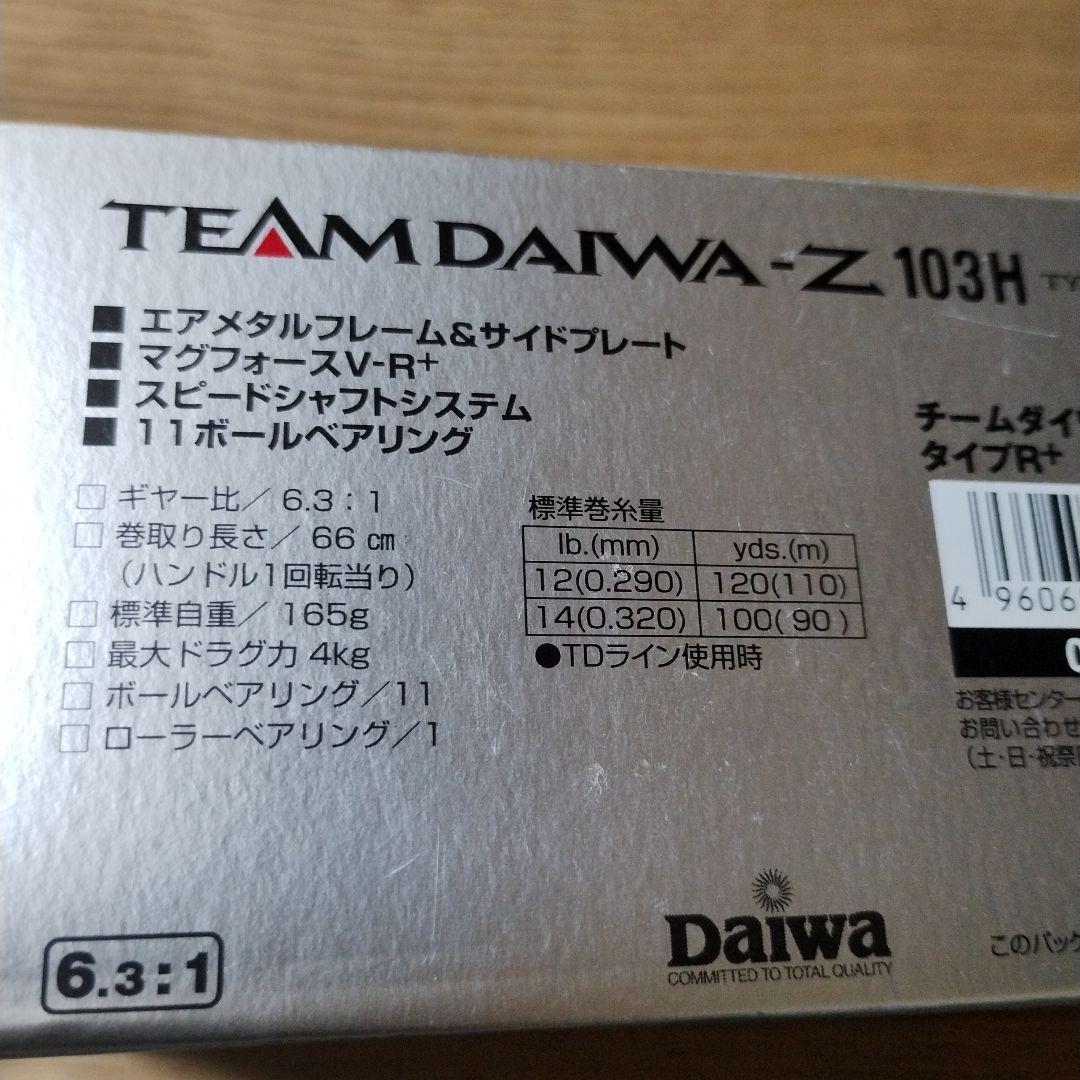 TEAM DAIWA-Z 103H TY
■ エアメタルフレーム&サイドプレート
■ マグフォースV-R+
■ スピードシャフトシステム
■ 11ボールベアリング
□ ギヤー比／6.3：1
□ 巻取り長さ／66㎝
（ハンドル1回転当り）
□ 標準自重／165g
□ 最大ドラグ力 4kg
□ ボールベアリング／11
□ ローラーベアリング／1
標準巻糸量
lb.(mm) yds.(m)
12(0.290) 120(110)
14(0.320) 100( 90 )
●TDライン使用時
チームダイ
タイプR+
4 9606
お客様センター
お問い合わせ
（土・日・祝祭
6.3:1
Daiwa
COMMITTED TO TOTAL QUALITY
このパック